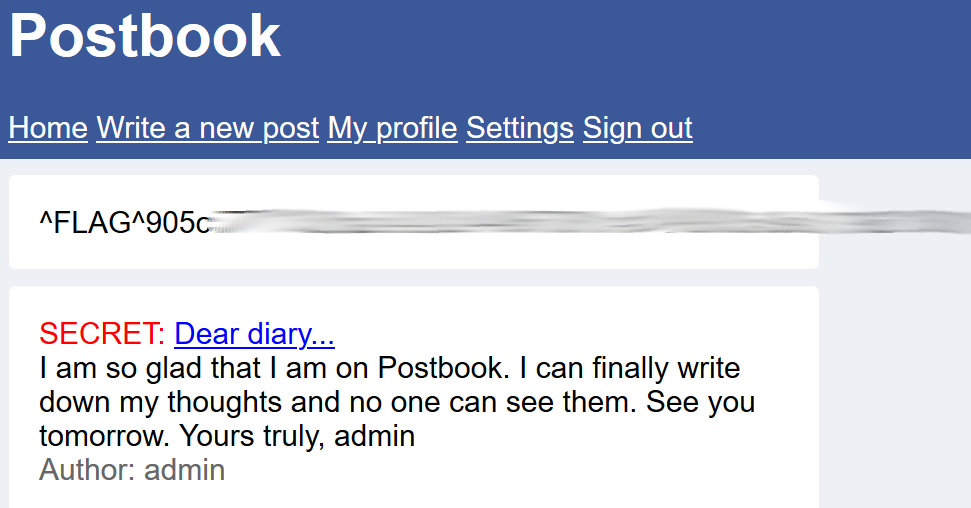 Postbook
Home Write a new post My profile Settings Sign out
^FLAG^905c
SECRET: Dear diary...
I am so glad that I am on Postbook. I can finally write
down my thoughts and no one can see them. See you
tomorrow. Yours truly, admin
Author: admin